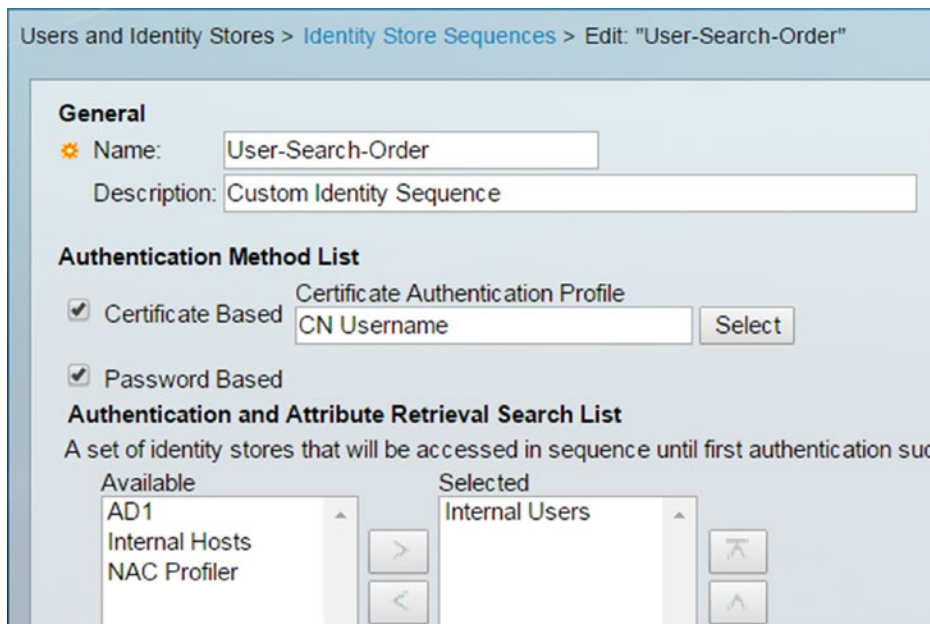 Users and Identity Stores > Identity Store Sequences > Edit: "User-Search-Order"
General
Name: User-Search-Order
Description: Custom Identity Sequence
Authentication Method List
Certificate Authentication Profile
Certificate Based CN Username Select
Password Based
Authentication and Attribute Retrieval Search List
A set of identity stores that will be accessed in sequence until first authentication suc
Available Selected
AD1 Internal Users
Internal Hosts
NAC Profiler